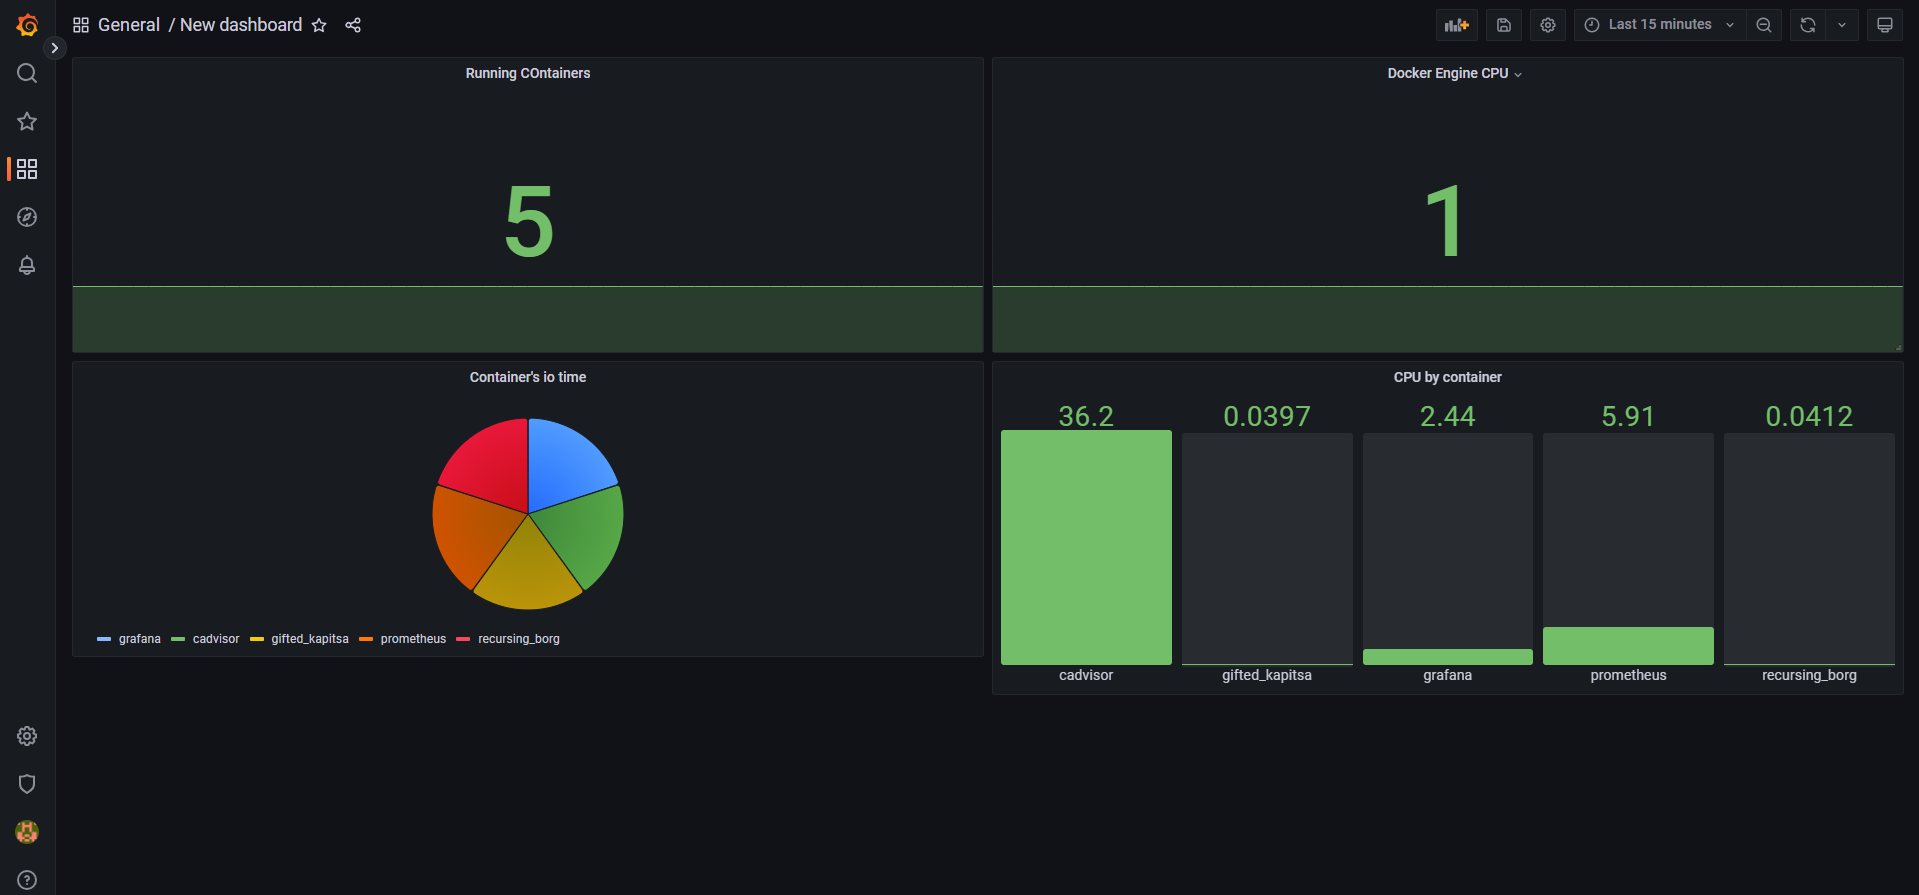 General / New dashboard
Last 15 minutes
Running COntainers
5
Docker Engine CPU
1
Container's io time
grafana cadvisor gifted_kapitsa prometheus recursing_borg
CPU by container
36.2 0.0397 2.44 5.91 0.0412
cadvisor gifted_kapitsa grafana prometheus recursing_borg